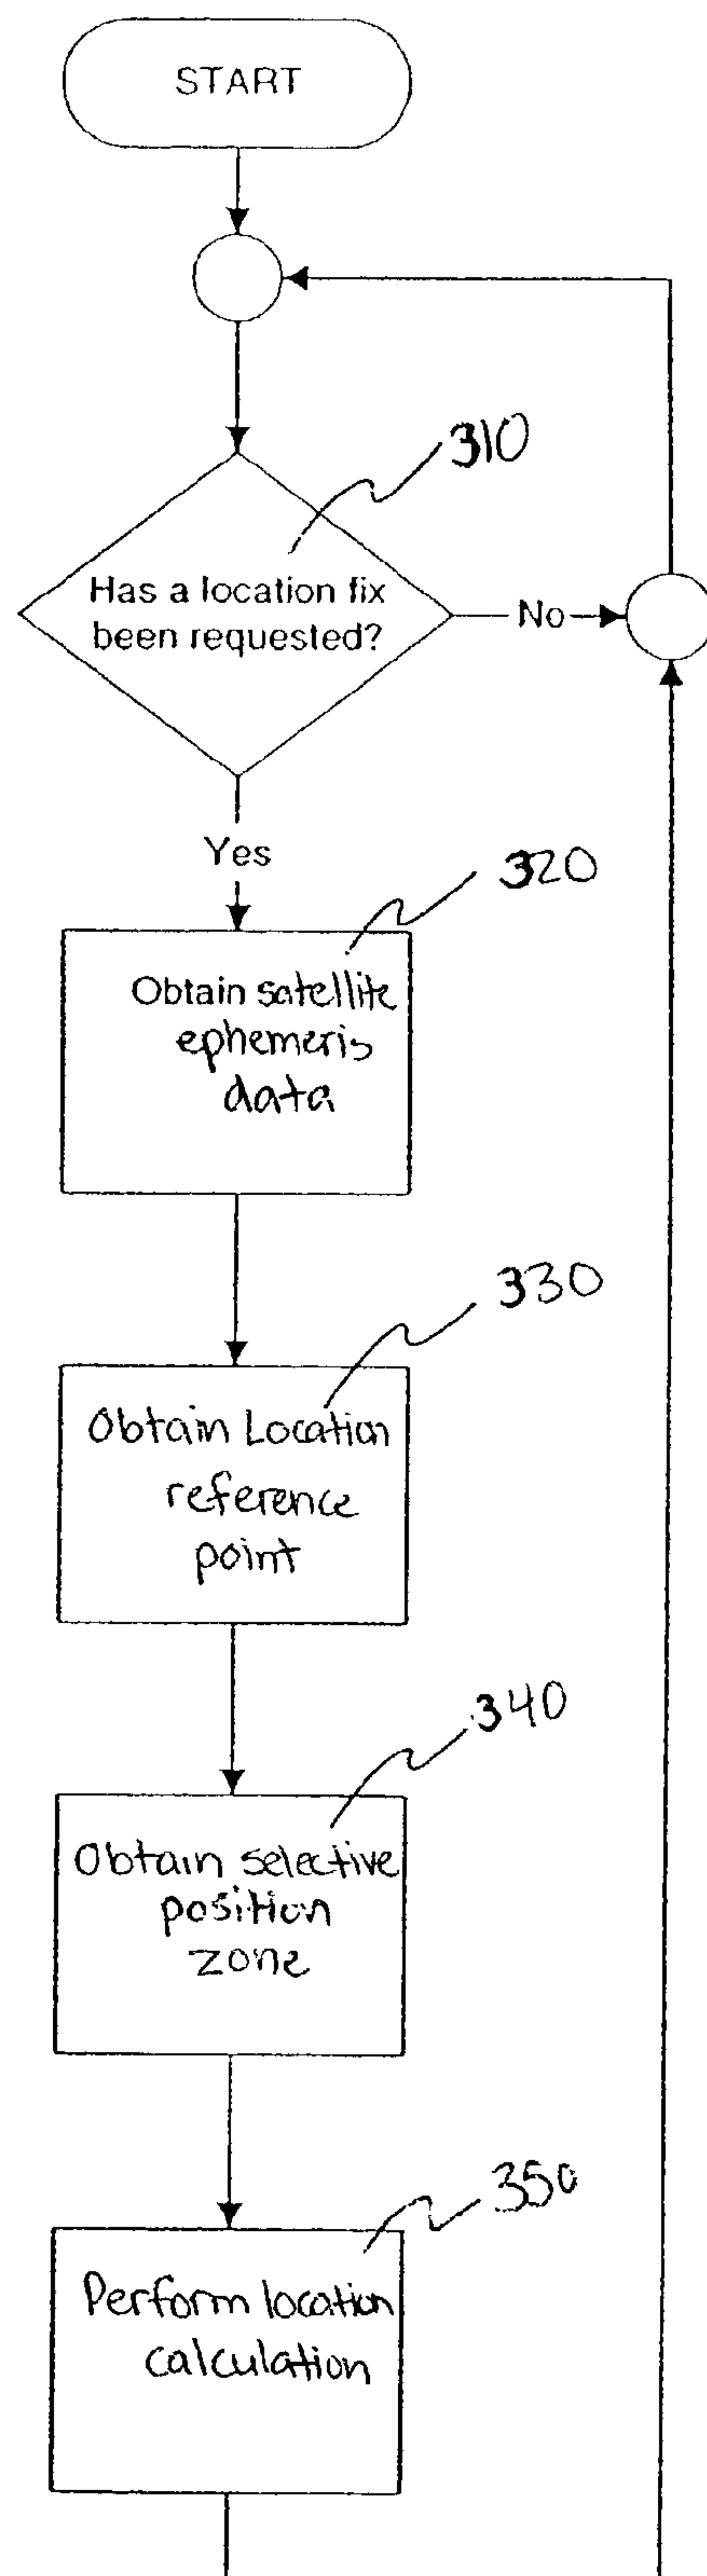 START
310
Has a location fix
been requested?
No
Yes
320
Obtain satellite
ephemeris
data
330
Obtain Location
reference
point
340
Obtain selective
position
zone
350
Perform location
calculation